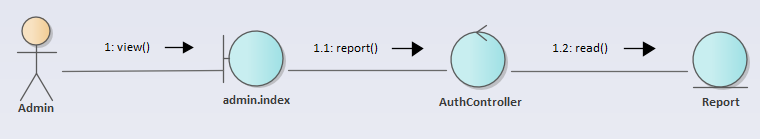 1: view()
1.1: report()
1.2: read()
Admin
admin.index
AuthController
Report